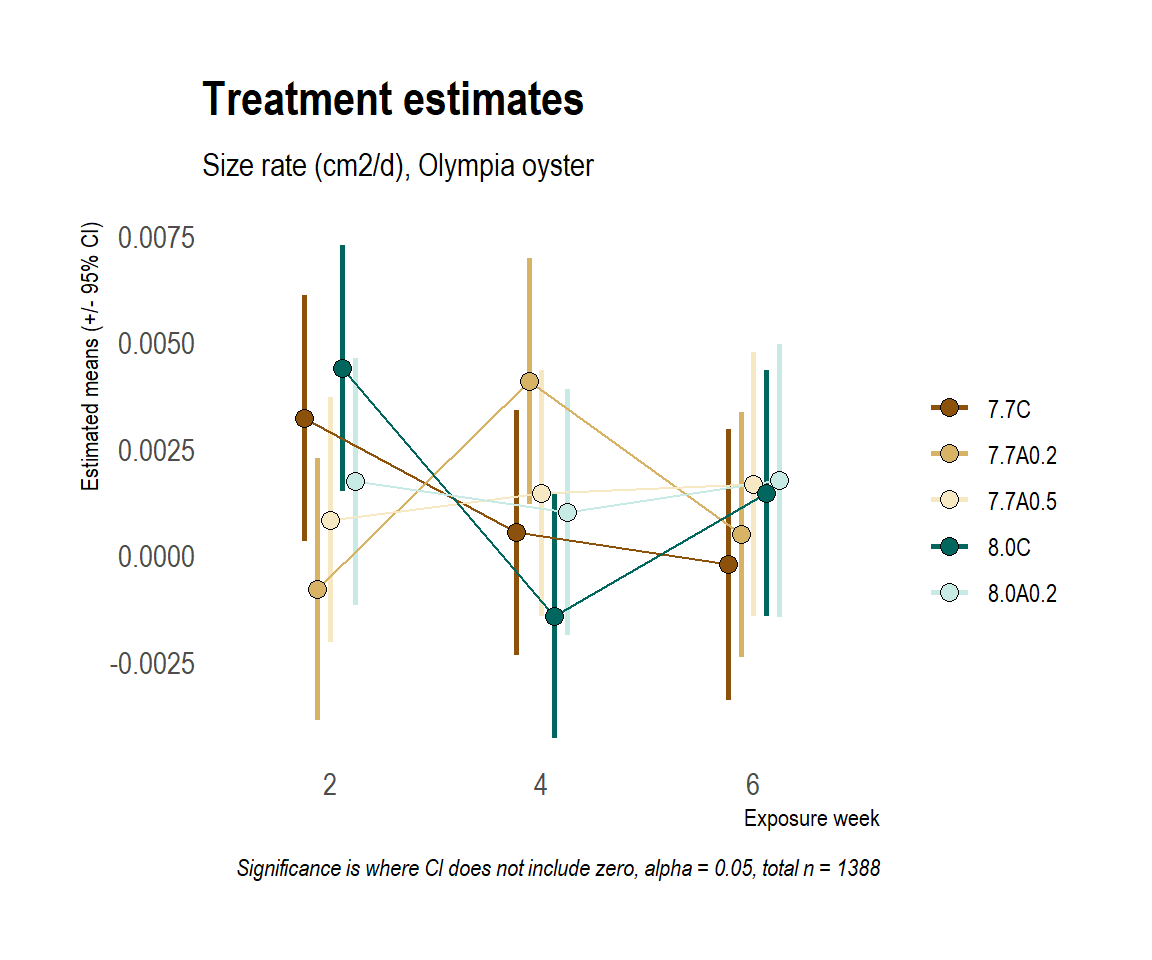 Treatment estimates
Size rate (cm2/d), Olympia oyster
Estimated means (+/- 95% CI)
0.0075
0.0050
0.0025
0.0000
-0.0025
2 4 6
Exposure week
7.7C
7.7A0.2
7.7A0.5
8.0C
8.0A0.2
Significance is where CI does not include zero, alpha = 0.05, total n = 1388